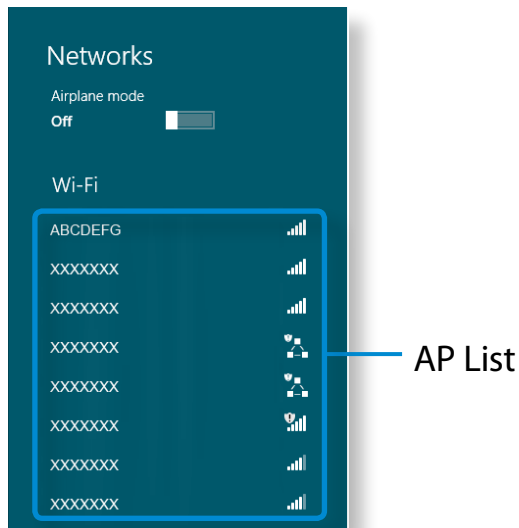 Networks
Airplane mode
Off
Wi-Fi
ABCDEFG
XXXXXXX
XXXXXXX
XXXXXXX
AP List
XXXXXXX
XXXXXXX
XXXXXXX
XXXXXXX